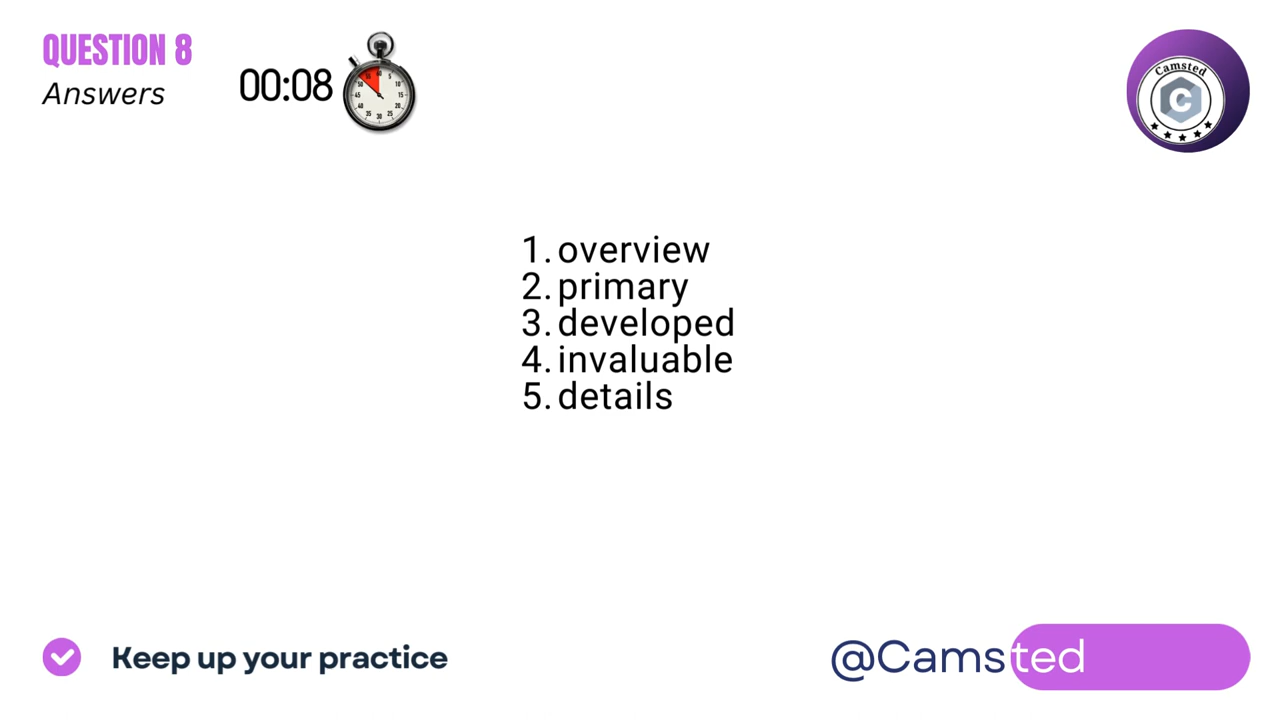 QUESTION 8
Answers
00:08
Camsted
C
1. overview
2. primary
3. developed
4. invaluable
5. details
Keep up your practice
@Camsted